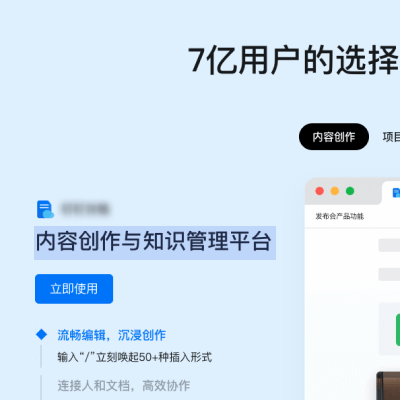 7亿用户的选择
内容创作
项目
发布会产品功能
内容创作与知识管理平台
立即使用
流畅编辑，沉浸创作
输入“/”立刻唤起50+种插入形式
连接人和文档，高效协作